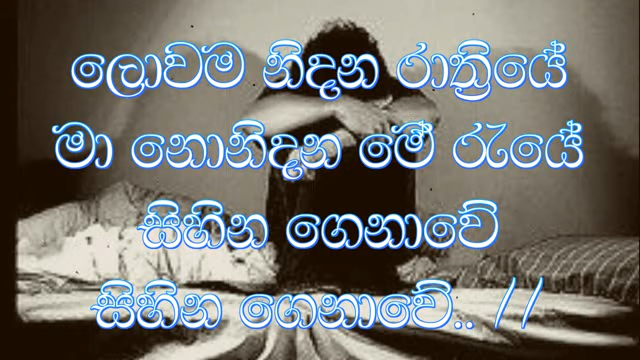 ලොවම නිදන රාත්‍රියේ
මා නොනිදන මේ රැයේ
සිහින ගෙනාවේ
සිහින ගෙනාවේ.. //